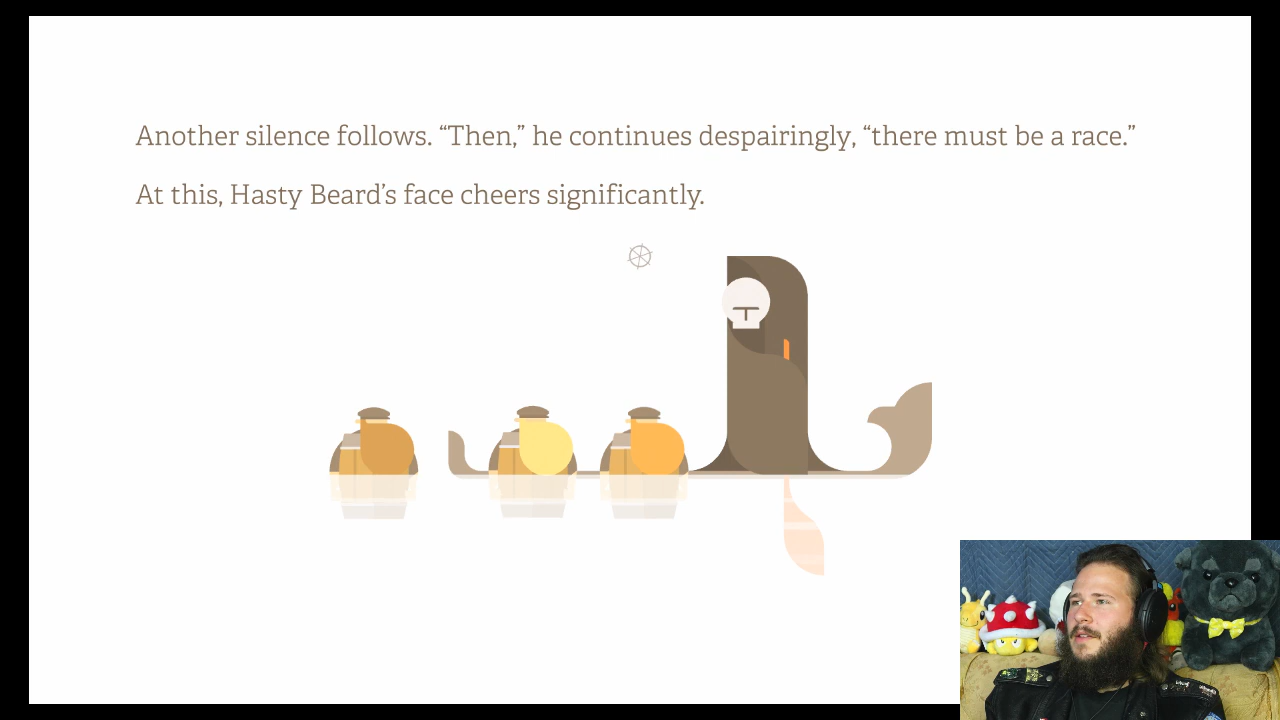 Another silence follows. “Then,” he continues despairingly, “there must be a race.”
At this, Hasty Beard’s face cheers significantly.